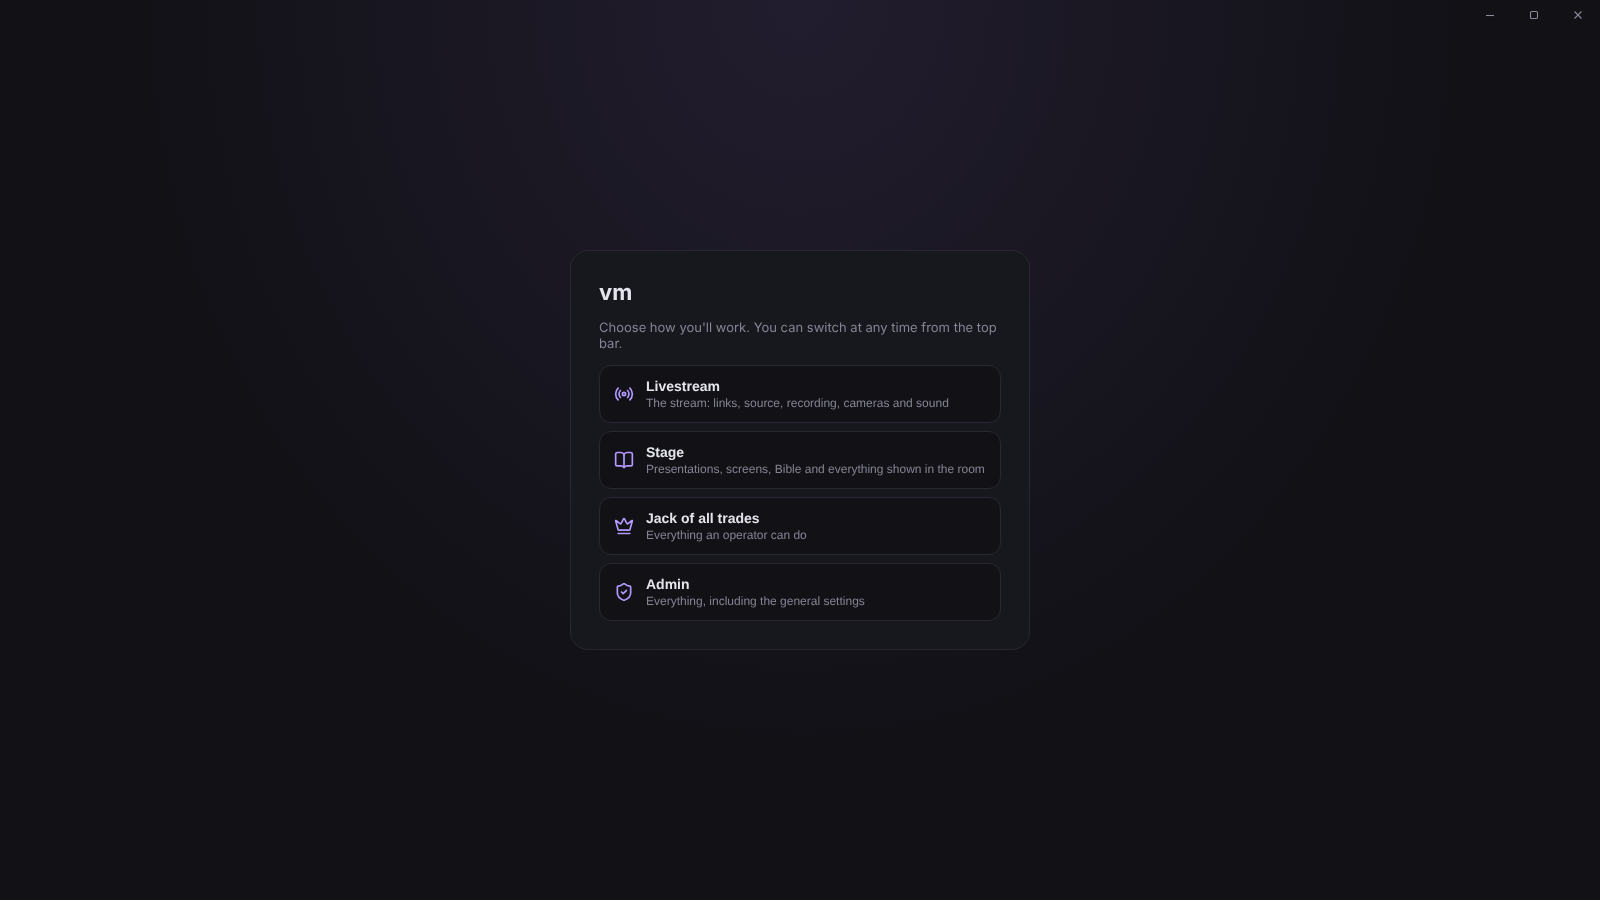 vm
Choose how you'll work. You can switch at any time from the top
bar.
Livestream
The stream: links, source, recording, cameras and sound
Stage
Presentations, screens, Bible and everything shown in the room
Jack of all trades
Everything an operator can do
Admin
Everything, including the general settings